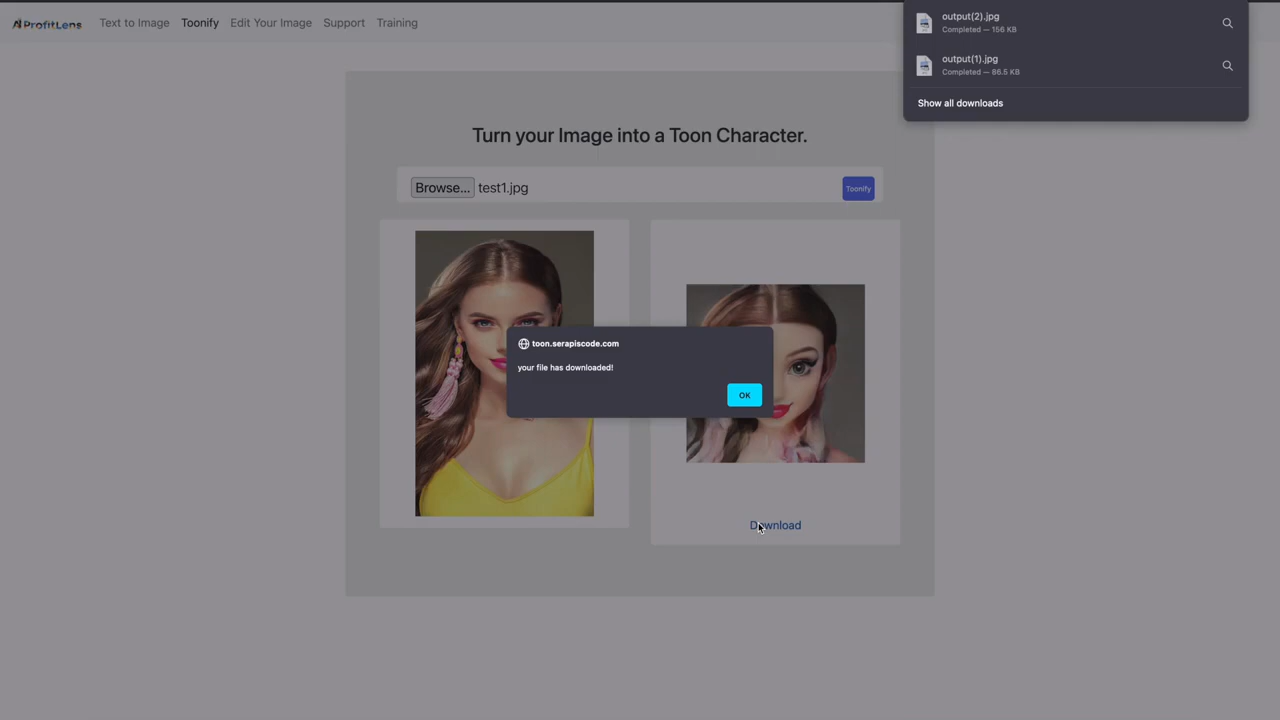 AiProfitLens
Text to Image
Toonify
Edit Your Image
Support
Training
output(2).jpg
Completed — 156 KB
output(1).jpg
Completed — 86.5 KB
Show all downloads
Turn your Image into a Toon Character.
Browse... test1.jpg
Toonify
toon.serapiscode.com
your file has downloaded!
OK
Download